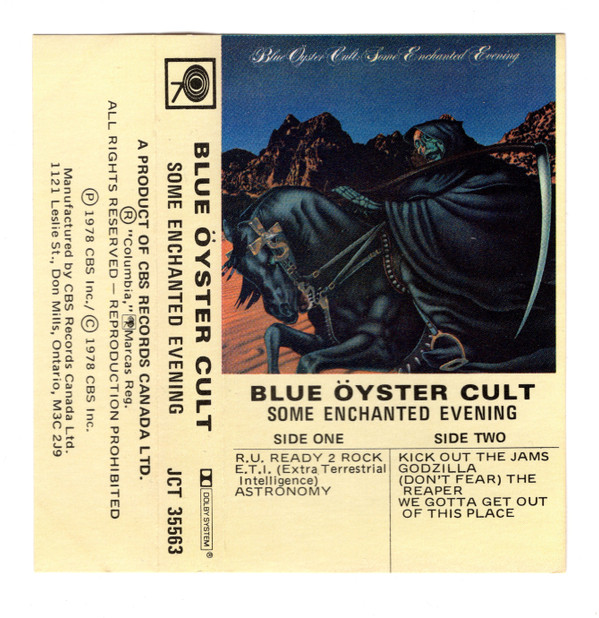 Blue Öyster Cult: Some Enchanted Evening
BLUE ÖYSTER CULT
SOME ENCHANTED EVENING
SIDE ONE
R.U. READY 2 ROCK
E.T.I. (Extra Terrestrial
Intelligence)
ASTRONOMY
SIDE TWO
KICK OUT THE JAMS
GODZILLA
(DON'T FEAR) THE
REAPER
WE GOTTA GET OUT
OF THIS PLACE
BLUE ÖYSTER CULT
SOME ENCHANTED EVENING JCT 35563
DOLBY SYSTEM ®
A PRODUCT OF CBS RECORDS CANADA LTD.
® "Columbia," Marcas Reg.
ALL RIGHTS RESERVED — REPRODUCTION PROHIBITED
Ⓟ 1978 CBS Inc./© 1978 CBS Inc.
Manufactured by CBS Records Canada Ltd.
1121 Leslie St., Don Mills, Ontario, M3C 2J9